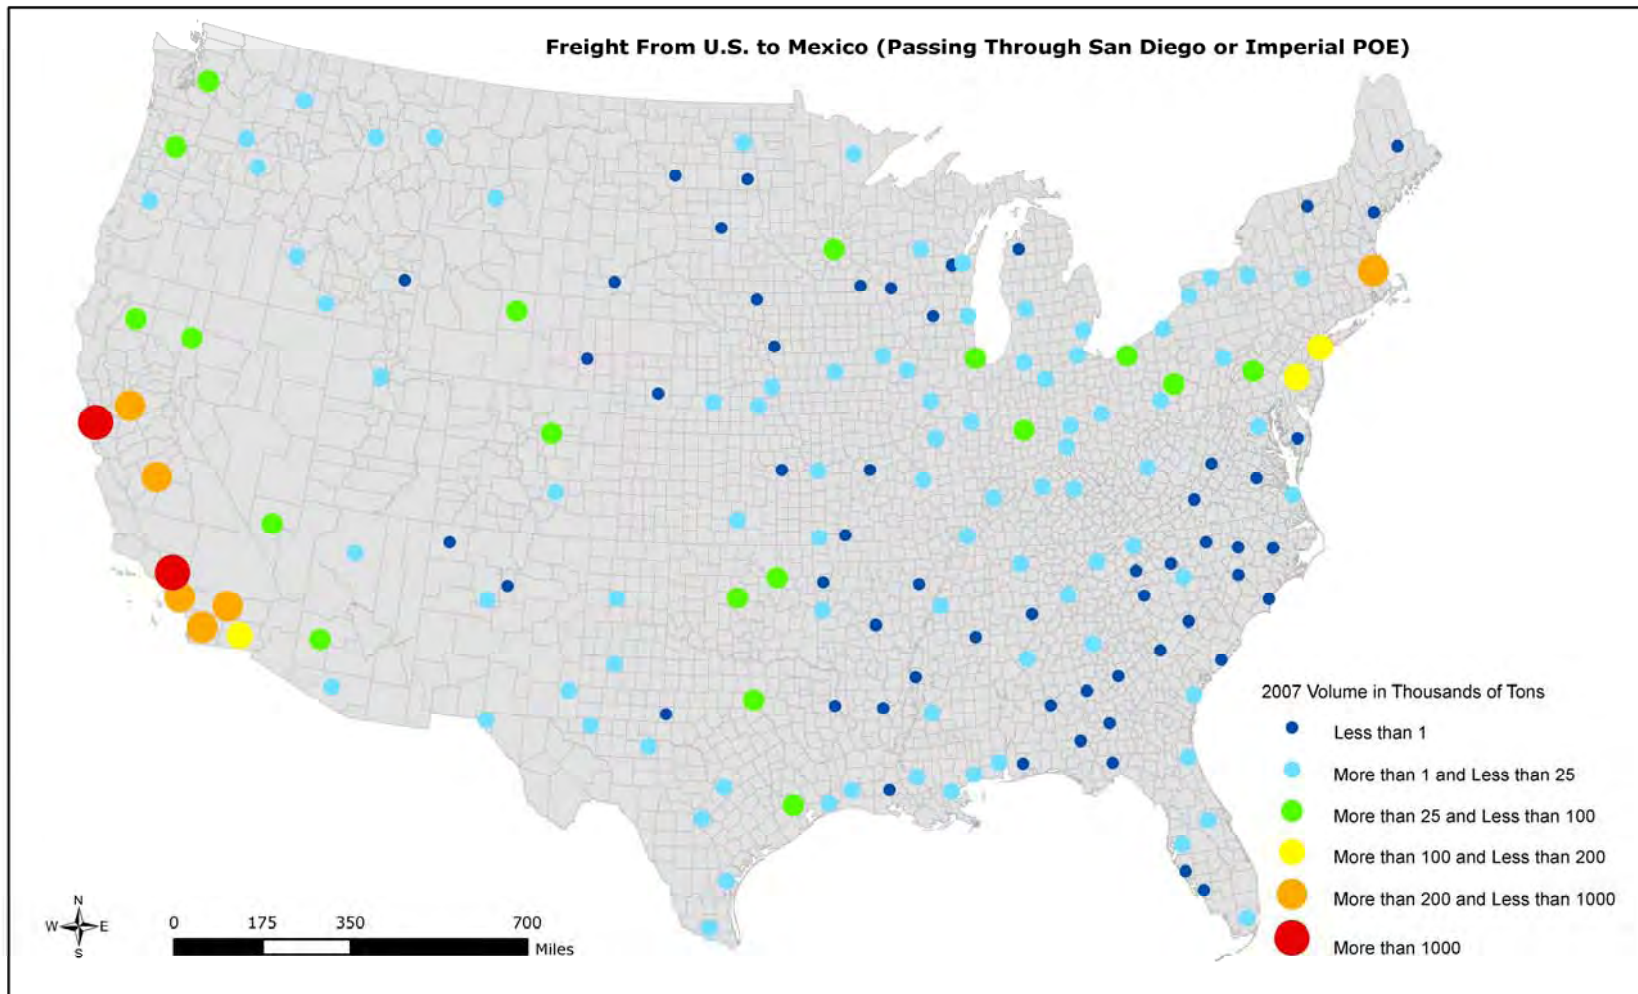 Freight From U.S. to Mexico (Passing Through San Diego or Imperial POE)
2007 Volume in Thousands of Tons
Less than 1
More than 1 and Less than 25
More than 25 and Less than 100
More than 100 and Less than 200
More than 200 and Less than 1000
More than 1000
N
W E
S
0 175 350 700
Miles